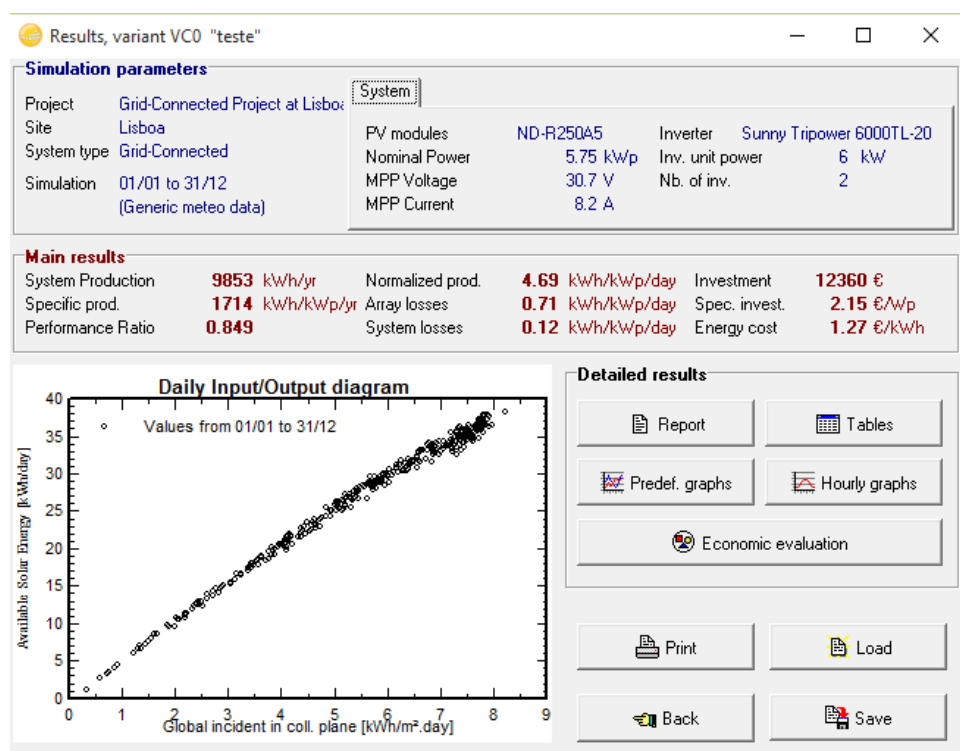 Results, variant VC0 "teste"
Simulation parameters
Project Grid-Connected Project at Lisboa
Site Lisboa
System type Grid-Connected
Simulation 01/01 to 31/12
(Generic meteo data)
System
PV modules ND-R250A5 Inverter Sunny Tripower 6000TL-20
Nominal Power 5.75 kWp Inv. unit power 6 kW
MPP Voltage 30.7 V Nb. of inv. 2
MPP Current 8.2 A
Main results
System Production 9853 kWh/yr Normalized prod. 4.69 kWh/kWp/day Investment 12360 €
Specific prod. 1714 kWh/kWp/yr Array losses 0.71 kWh/kWp/day Spec. invest. 2.15 €/Wp
Performance Ratio 0.849 System losses 0.12 kWh/kWp/day Energy cost 1.27 €/kWh
Daily Input/Output diagram
Values from 01/01 to 31/12
Available Solar Energy [kWh/day]
40
35
30
25
20
15
10
5
0
0 1 2 3 4 5 6 7 8 9
Global incident in coll. plane [kWh/m².day]
Detailed results
Report Tables
Predef. graphs Hourly graphs
Economic evaluation
Print Load
Back Save